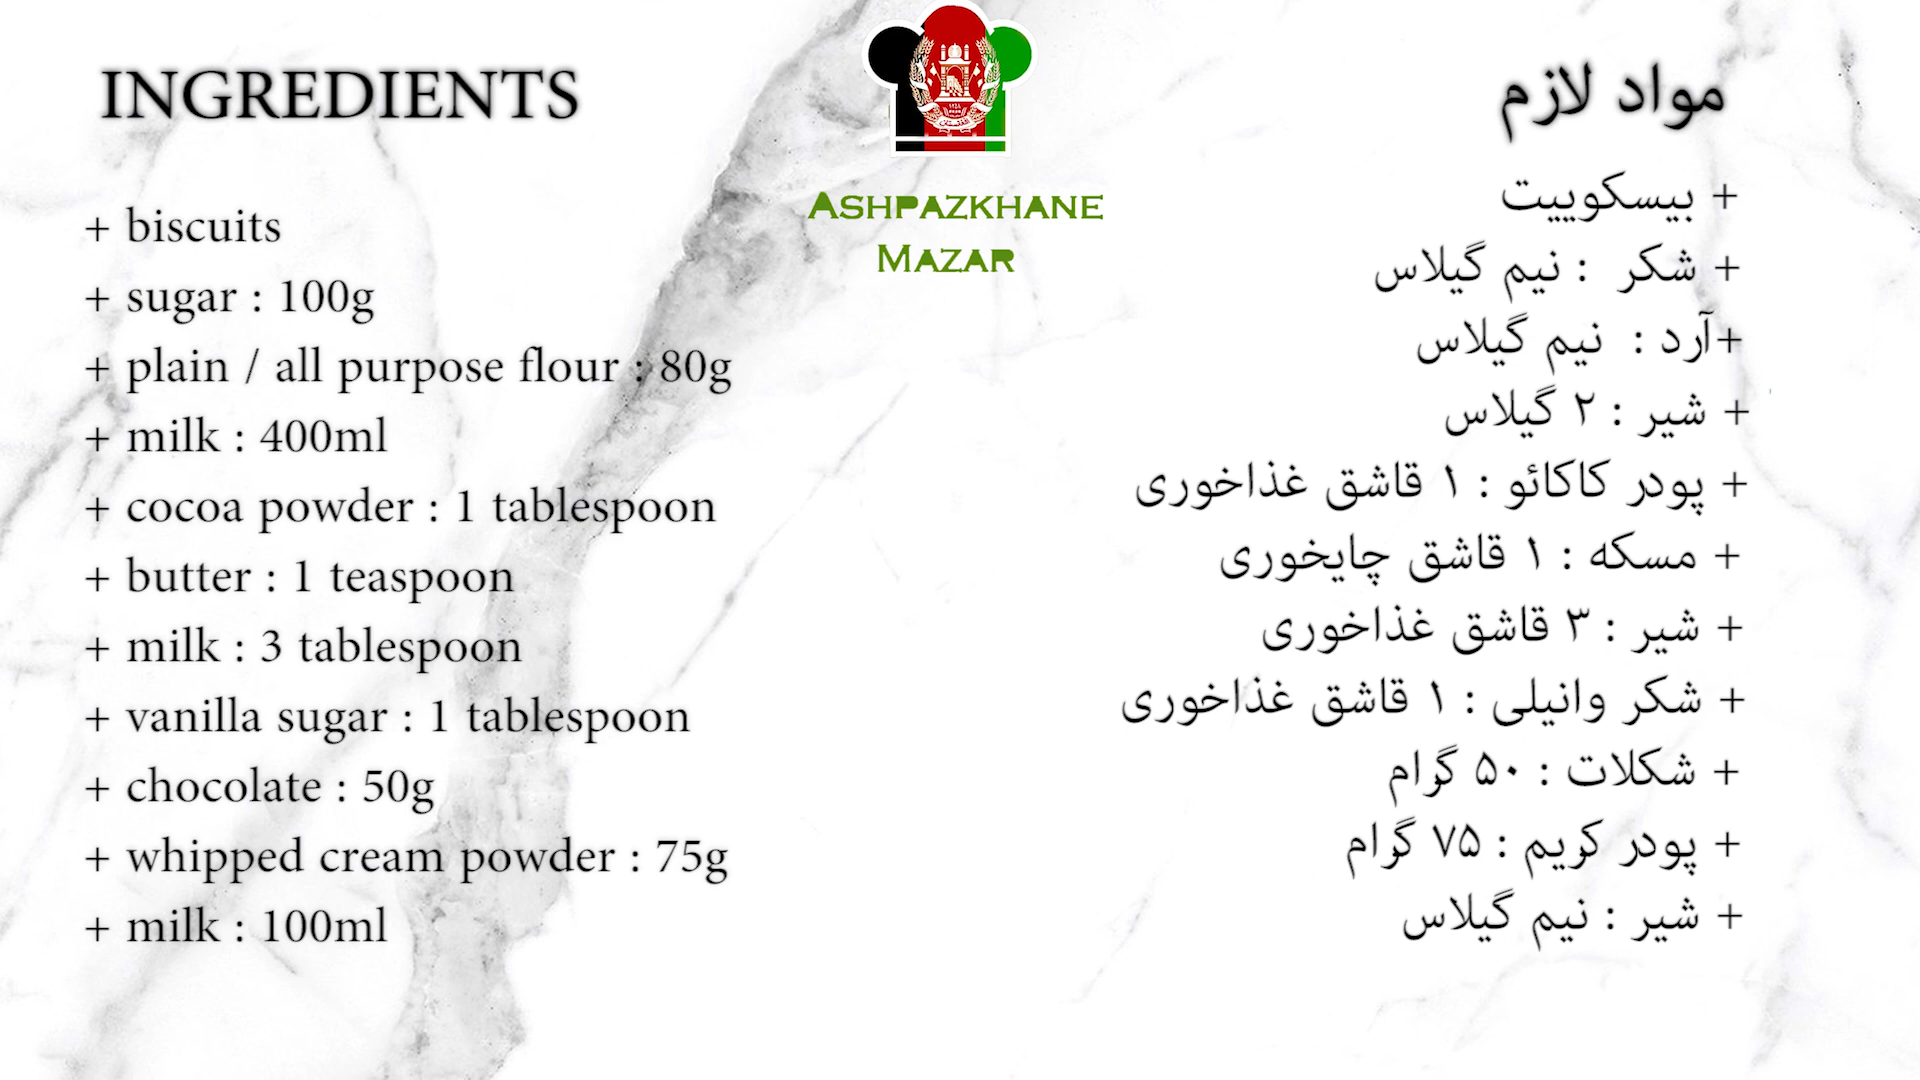 INGREDIENTS
+ biscuits
+ sugar : 100g
+ plain / all purpose flour : 80g
+ milk : 400ml
+ cocoa powder : 1 tablespoon
+ butter : 1 teaspoon
+ milk : 3 tablespoon
+ vanilla sugar : 1 tablespoon
+ chocolate : 50g
+ whipped cream powder : 75g
+ milk : 100ml
ASHPAZKHANE
MAZAR
مواد لازم
+ بیسکوییت
+ شکر : نیم گیلاس
+آرد : نیم گیلاس
+ شیر : ۲ گیلاس
+ پودر کاکائو : ۱ قاشق غذاخوری
+ مسکه : ۱ قاشق چایخوری
+ شیر : ۳ قاشق غذاخوری
+ شکر وانیلی : ۱ قاشق غذاخوری
+ شکلات : ۵۰ گرام
+ پودر کریم : ۷۵ گرام
+ شیر : نیم گیلاس